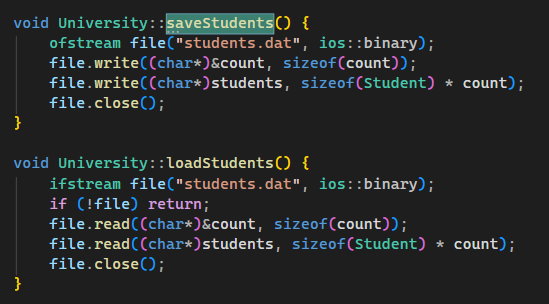 void University::saveStudents() {
    ofstream file("students.dat", ios::binary);
    file.write((char*)&count, sizeof(count));
    file.write((char*)students, sizeof(Student) * count);
    file.close();
}

void University::loadStudents() {
    ifstream file("students.dat", ios::binary);
    if (!file) return;
    file.read((char*)&count, sizeof(count));
    file.read((char*)students, sizeof(Student) * count);
    file.close();
}